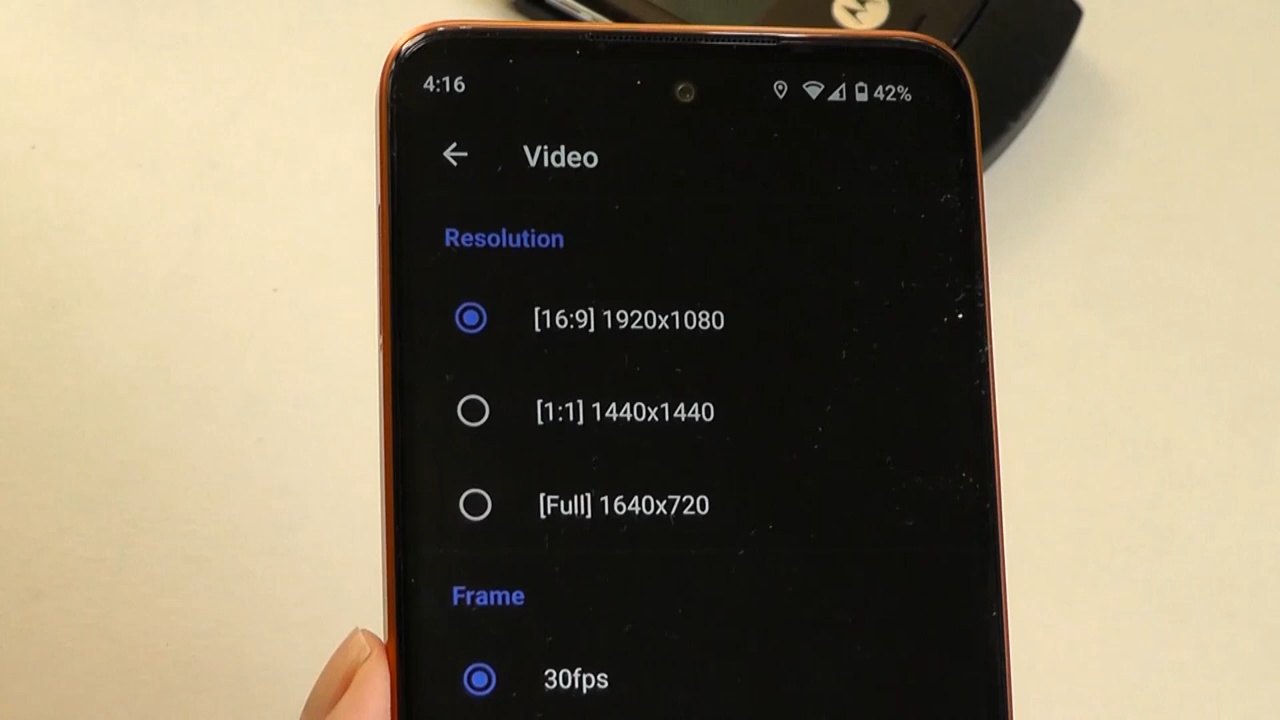 4:16
42%
Video
Resolution
[16:9] 1920x1080
[1:1] 1440x1440
[Full] 1640x720
Frame
30fps